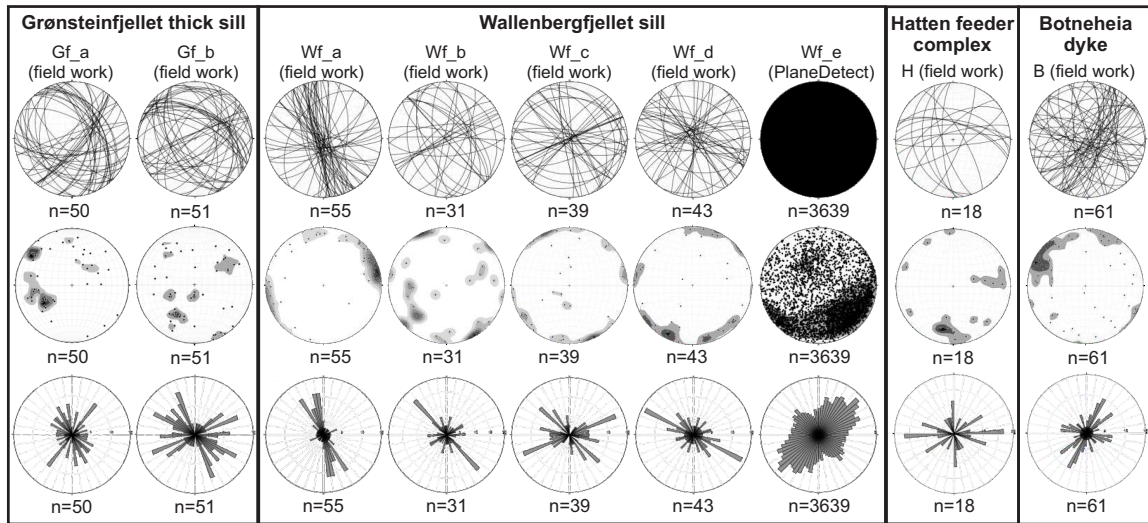 Grønsteinfjellet thick sill
Gf_a
(field work)
Gf_b
(field work)
n=50
n=51
n=50
n=51
n=50
n=51
Wallenbergfjellet sill
Wf_a
(field work)
Wf_b
(field work)
Wf_c
(field work)
Wf_d
(field work)
Wf_e
(PlaneDetect)
n=55
n=31
n=39
n=43
n=3639
n=55
n=31
n=39
n=43
n=3639
n=55
n=31
n=39
n=43
n=3639
Hatten feeder
complex
H (field work)
n=18
n=18
n=18
Botneheia
dyke
B (field work)
n=61
n=61
n=61